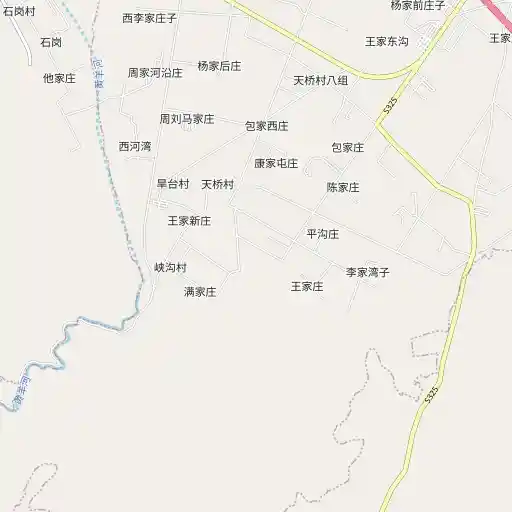 石岗村
西李家庄子
杨家前庄子
石岗
王家东沟
王家
他家庄
周家河沿庄
杨家后庄
天桥村八组
S325
周刘马家庄
包家西庄
西河湾
包家庄
康家屯庄
旱台村
天桥村
陈家庄
王家新庄
平沟庄
峡沟村
李家湾子
满家庄
王家庄
黄羊河
S325